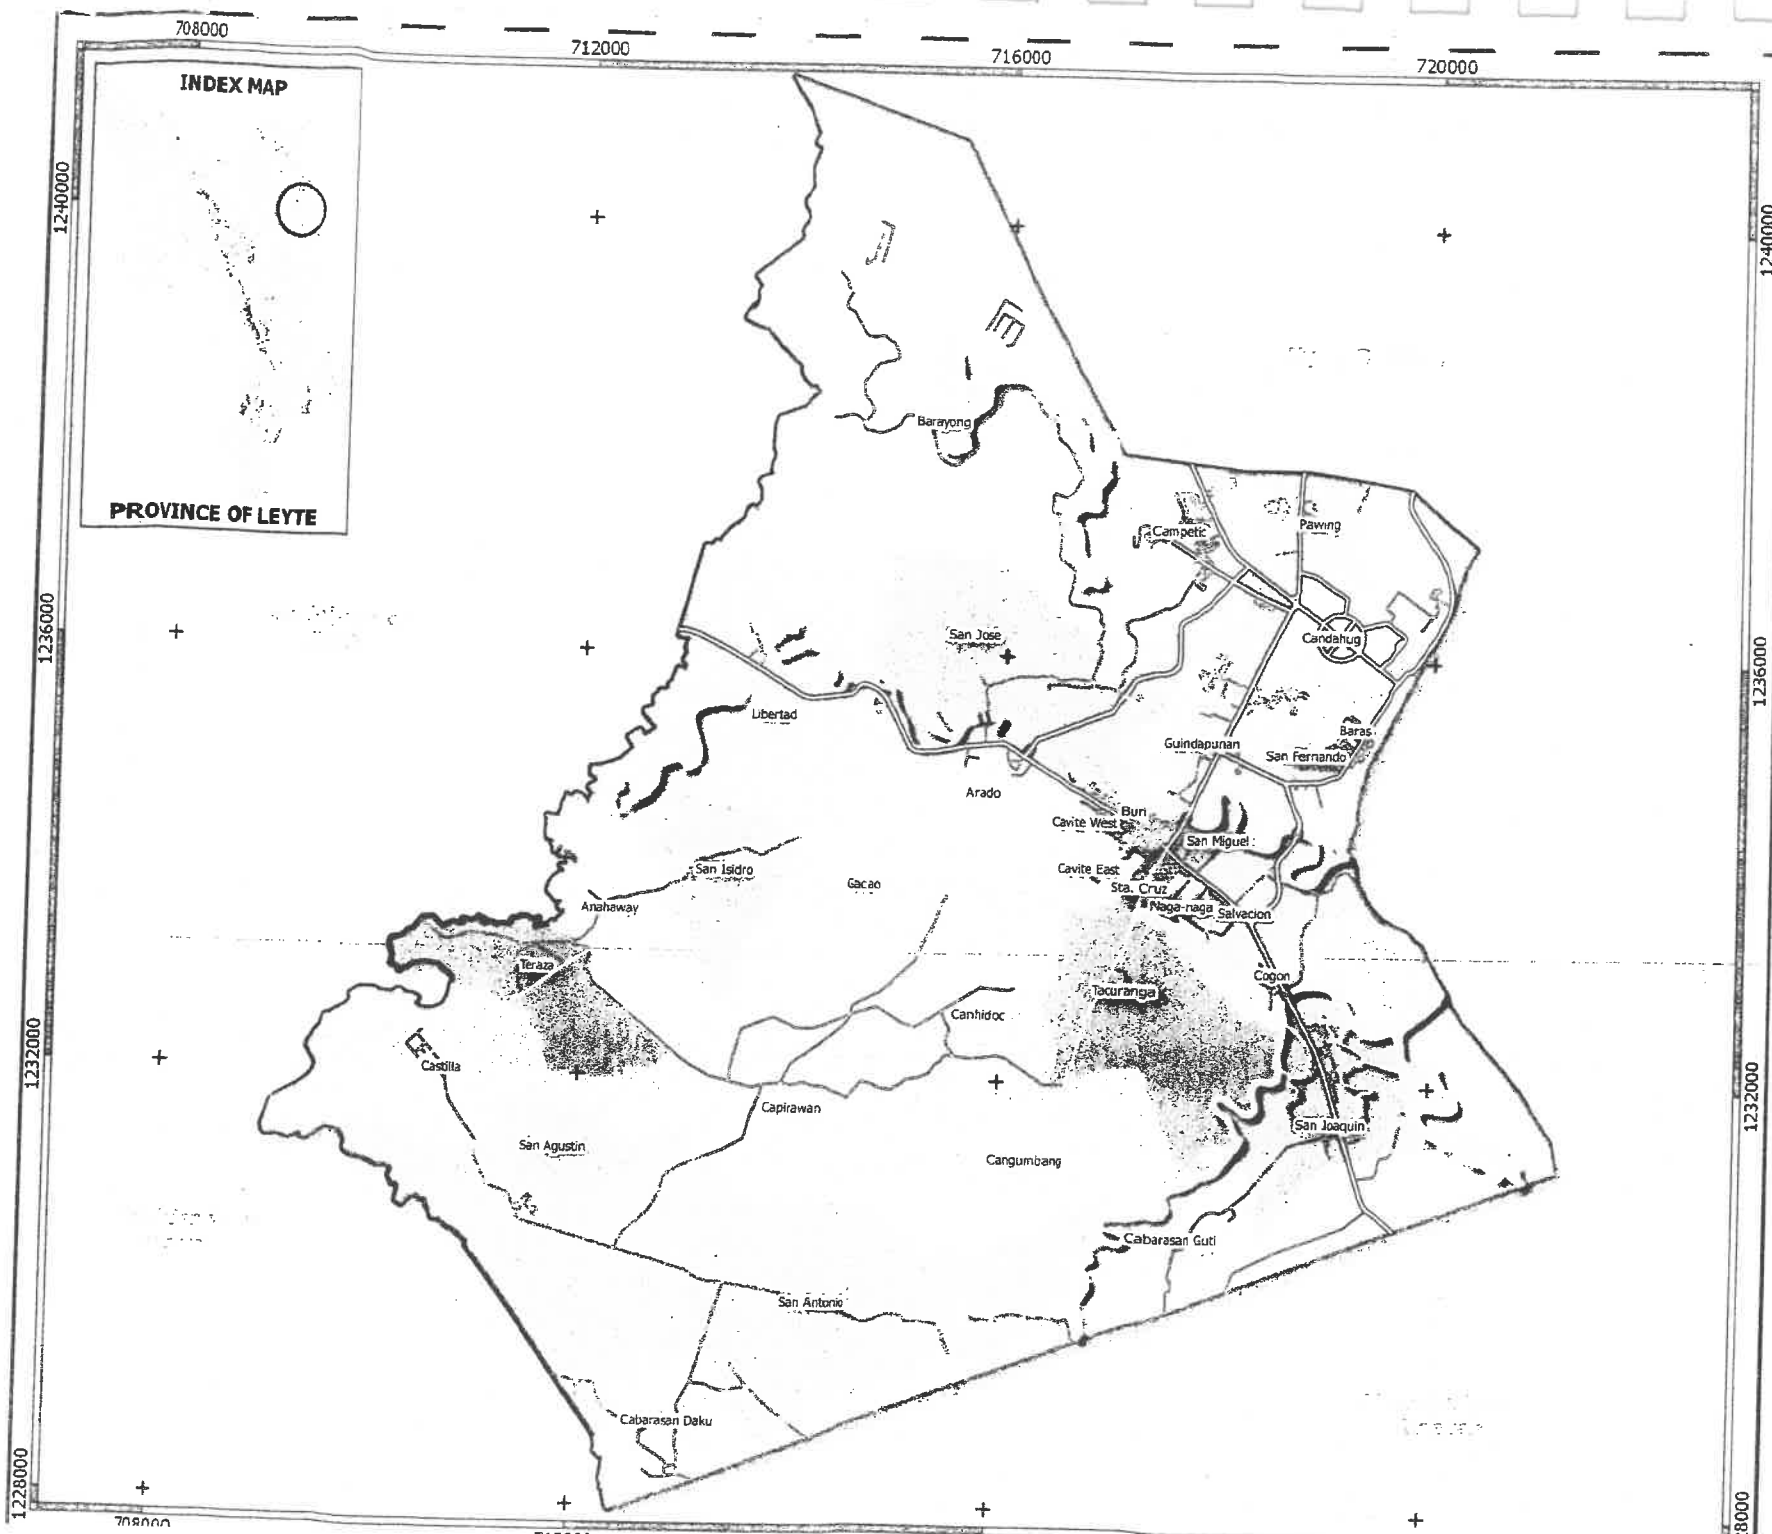 708000
712000
716000
720000
INDEX MAP
PROVINCE OF LEYTE
1240000
1240000
1236000
1236000
1232000
1232000
1228000
Barayong
Campetic
Pawing
San Jose
Candahug
Libertad
Baras
Guindapunan
San Fernando
Arado
Buri
Cavite West
San Miguel
Cavite East
San Isidro
Gacao
Sta. Cruz
Anahaway
Naga-naga
Salvacion
Teraza
Cogon
Tacuranga
Canhidoc
Castilla
Capirawan
San Joaquin
San Agustin
Cangumbang
Cabarasan Guti
San Antonio
Cabarasan Daku
708000